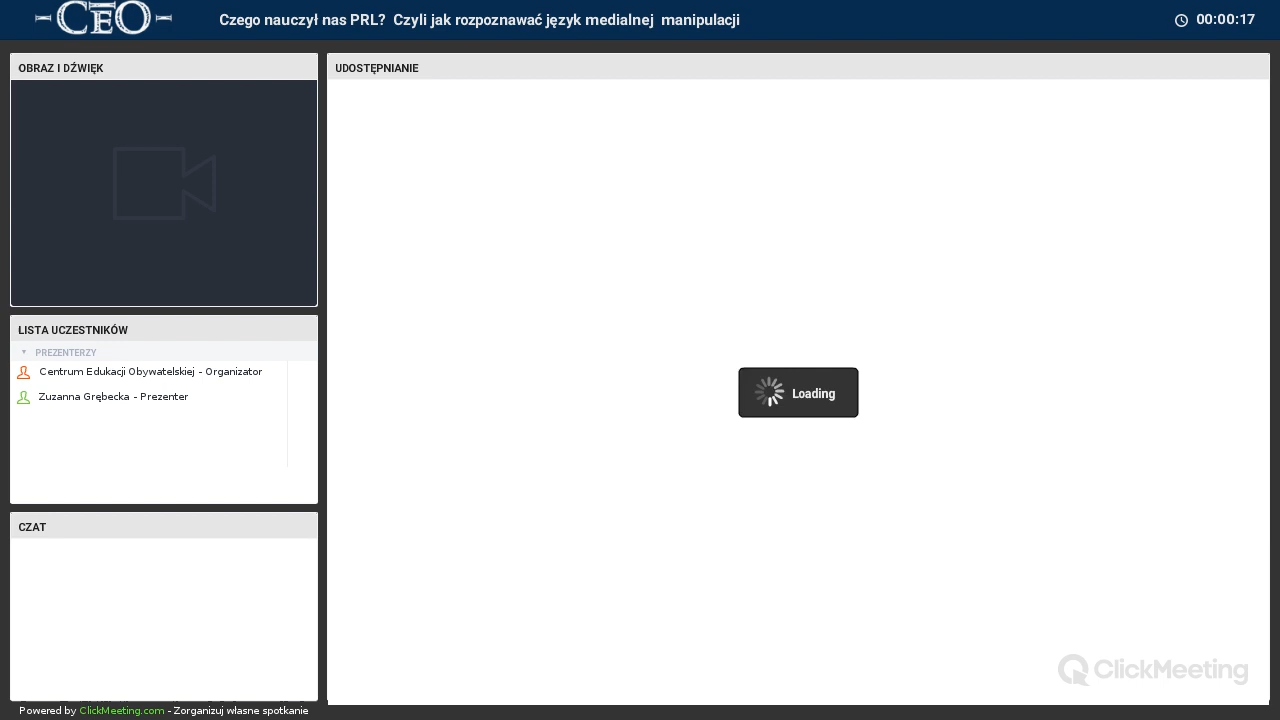 CEO
Czego nauczył nas PRL?  Czyli jak rozpoznawać język medialnej  manipulacji
00:00:17
OBRAZ I DŹWIĘK
LISTA UCZESTNIKÓW
PREZENTERZY
Centrum Edukacji Obywatelskiej - Organizator
Zuzanna Grębecka - Prezenter
CZAT
Powered by ClickMeeting.com - Zorganizuj własne spotkanie
UDOSTĘPNIANIE
Loading
ClickMeeting